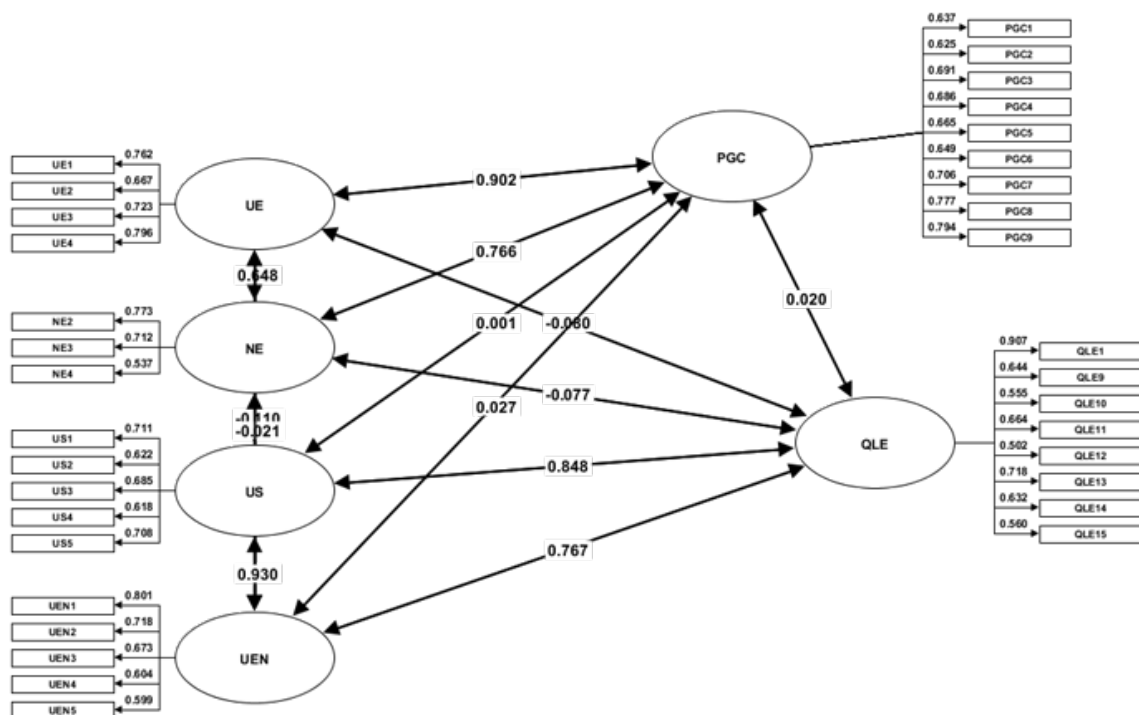 0.762
UE1
0.667
UE2
0.723
UE3
0.796
UE4
UE
0.773
NE2
0.712
NE3
0.537
NE4
NE
0.711
US1
0.622
US2
0.685
US3
0.618
US4
0.708
US5
US
0.801
UEN1
0.718
UEN2
0.673
UEN3
0.604
UEN4
0.599
UEN5
UEN
0.648
-0.110
-0.021
0.930
0.902
0.766
0.001
-0.080
0.027
-0.077
0.848
0.767
0.020
PGC
0.637
PGC1
0.625
PGC2
0.691
PGC3
0.686
PGC4
0.665
PGC5
0.649
PGC6
0.706
PGC7
0.777
PGC8
0.794
PGC9
QLE
0.907
QLE1
0.644
QLE9
0.555
QLE10
0.664
QLE11
0.502
QLE12
0.718
QLE13
0.632
QLE14
0.560
QLE15